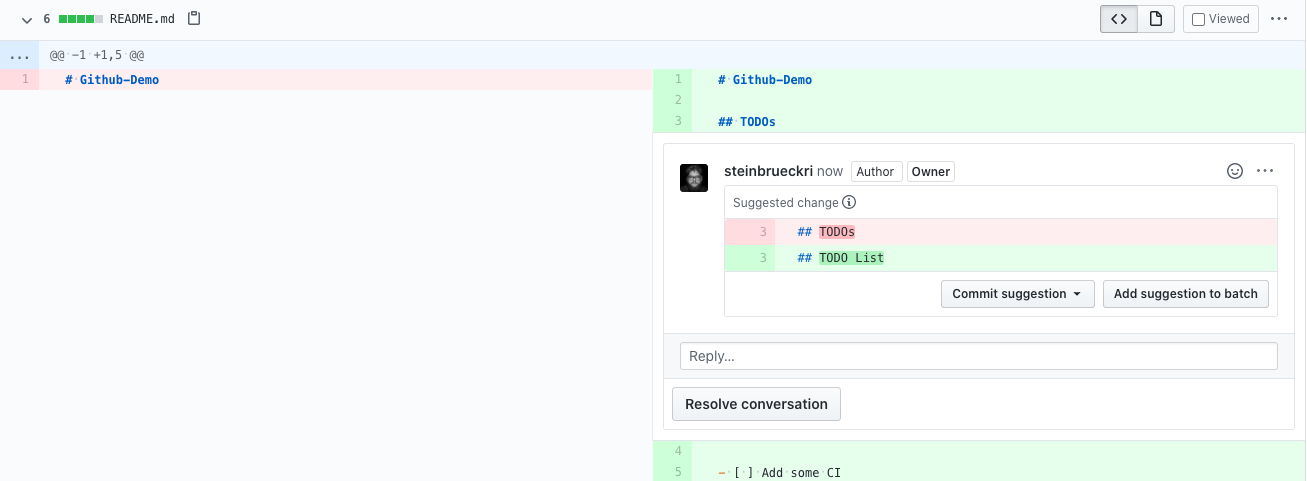 6 README.md Viewed ...
... @@ -1 +1,5 @@
1 # Github-Demo
1 # Github-Demo
2
3 ## TODOs
steinbrueckri now Author Owner ...
Suggested change
3 ## TODOs
3 ## TODO List
Commit suggestion Add suggestion to batch
Reply...
Resolve conversation
4
5 - [ ] Add some CI